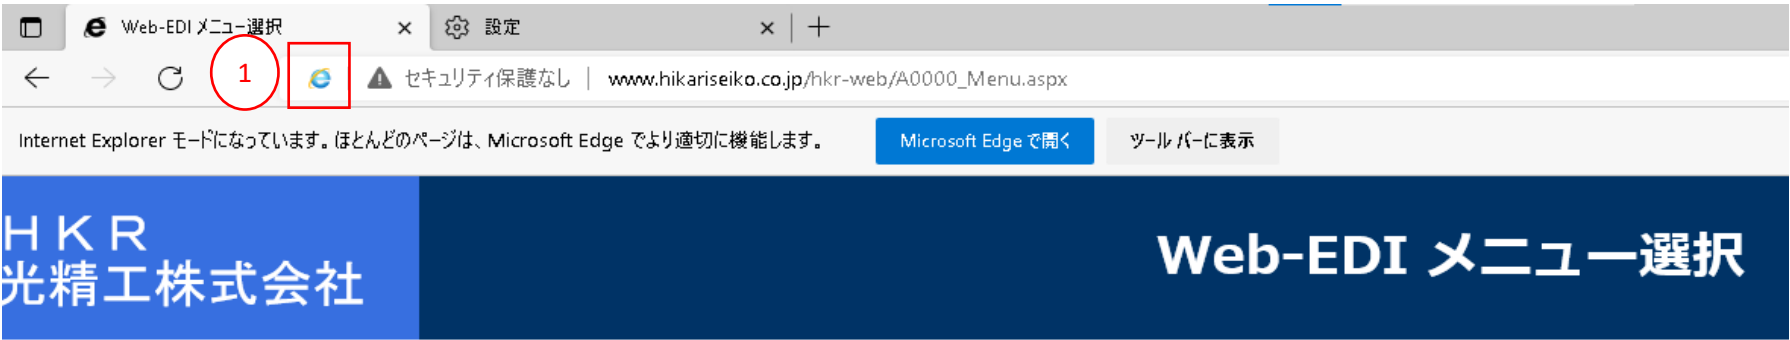 Web-EDI メニュー選択
設定
1
セキュリティ保護なし | www.hikariseiko.co.jp/hkr-web/A0000_Menu.aspx
Internet Explorer モードになっています。ほとんどのページは、Microsoft Edge でより適切に機能します。 Microsoft Edge で開く ツール バーに表示
ＨＫＲ
光精工株式会社
Web-EDI メニュー選択